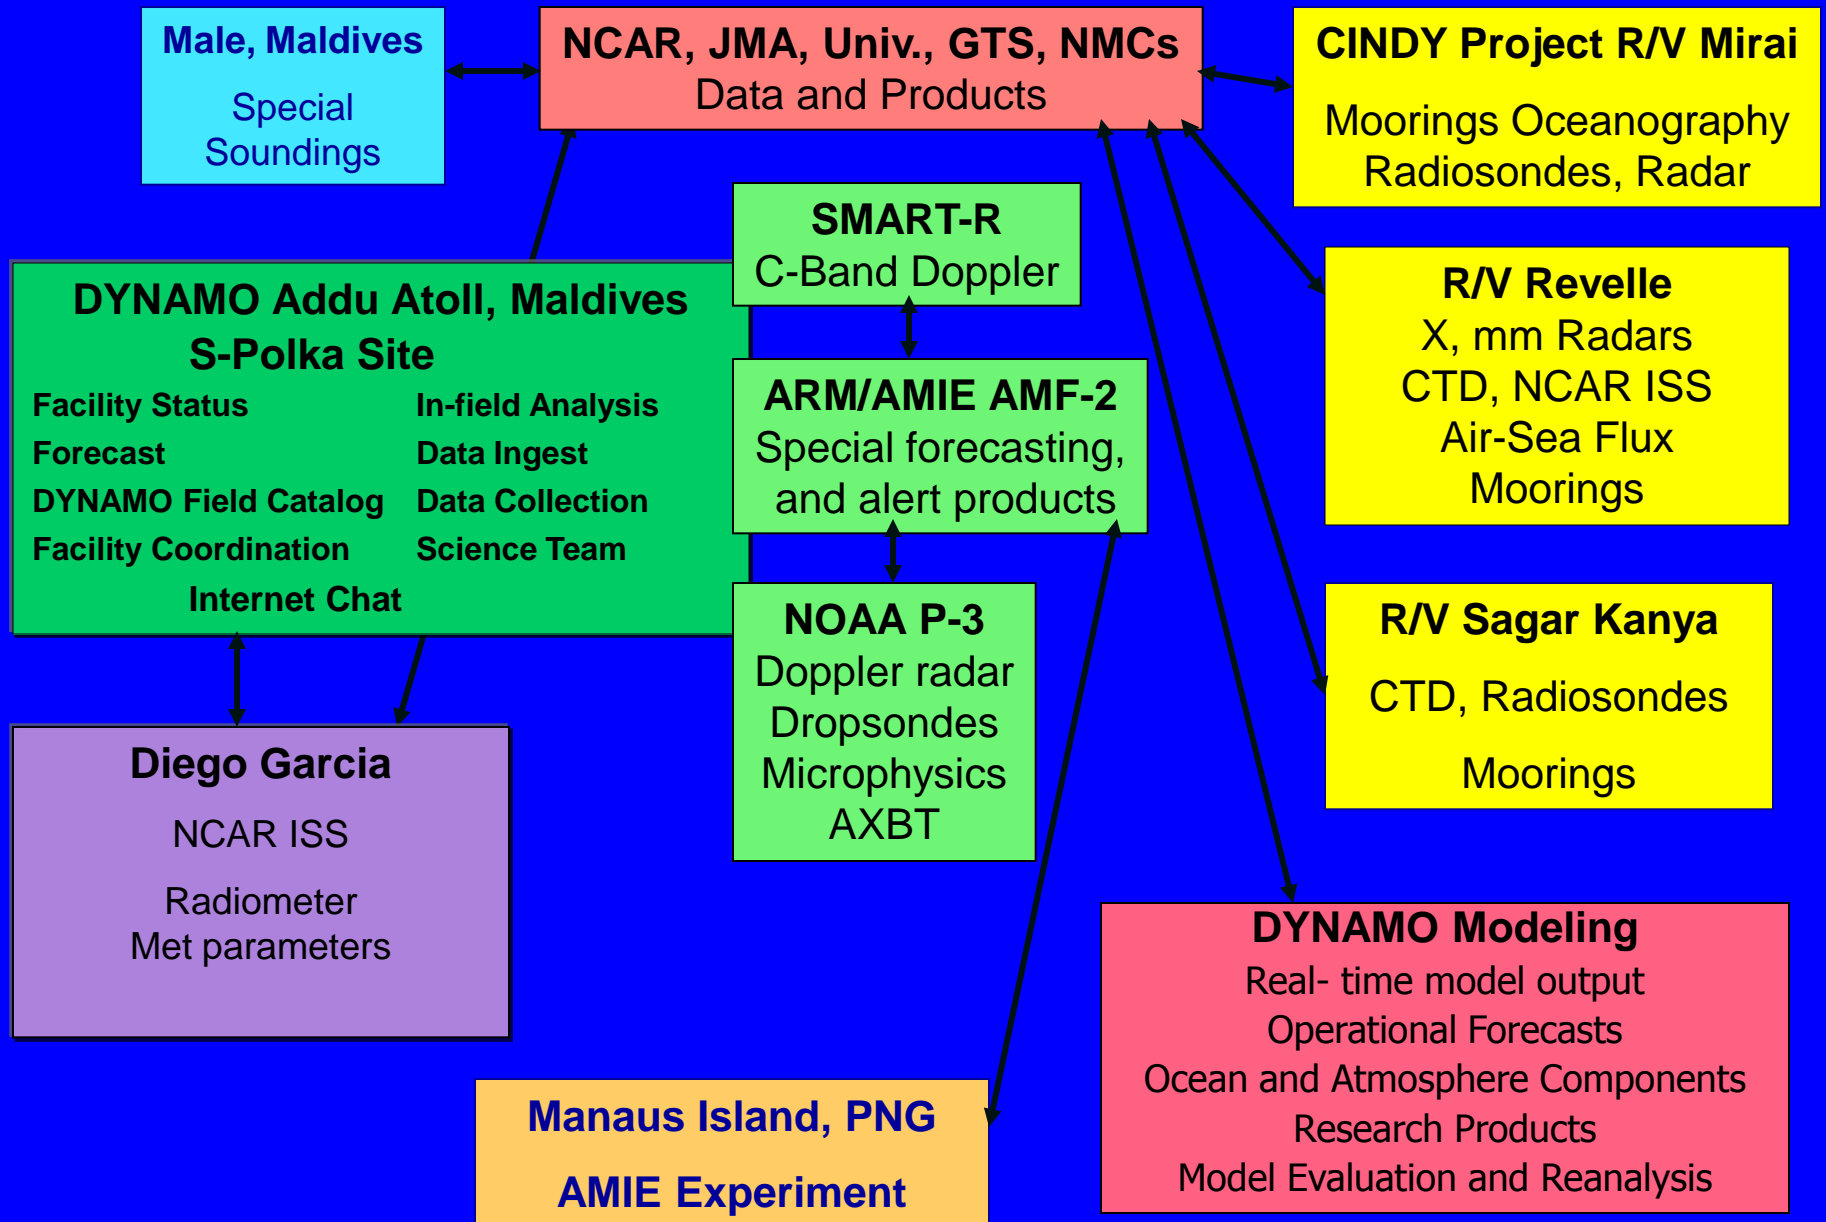 Male, Maldives
Special
Soundings
NCAR, JMA, Univ., GTS, NMCs
Data and Products
CINDY Project R/V Mirai
Moorings Oceanography
Radiosondes, Radar
SMART-R
C-Band Doppler
DYNAMO Addu Atoll, Maldives
S-Polka Site
Facility Status In-field Analysis
Forecast Data Ingest
DYNAMO Field Catalog Data Collection
Facility Coordination Science Team
Internet Chat
ARM/AMIE AMF-2
Special forecasting,
and alert products
R/V Revelle
X, mm Radars
CTD, NCAR ISS
Air-Sea Flux
Moorings
NOAA P-3
Doppler radar
Dropsondes
Microphysics
AXBT
R/V Sagar Kanya
CTD, Radiosondes
Moorings
Diego Garcia
NCAR ISS
Radiometer
Met parameters
DYNAMO Modeling
Real- time model output
Operational Forecasts
Ocean and Atmosphere Components
Research Products
Model Evaluation and Reanalysis
Manaus Island, PNG
AMIE Experiment